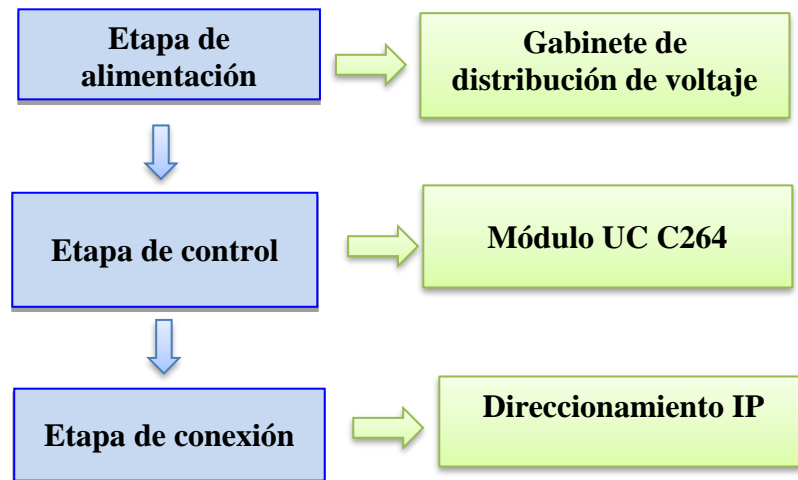 Etapa de
alimentación
Gabinete de
distribución de voltaje
Etapa de control
Módulo UC C264
Etapa de conexión
Direccionamiento IP